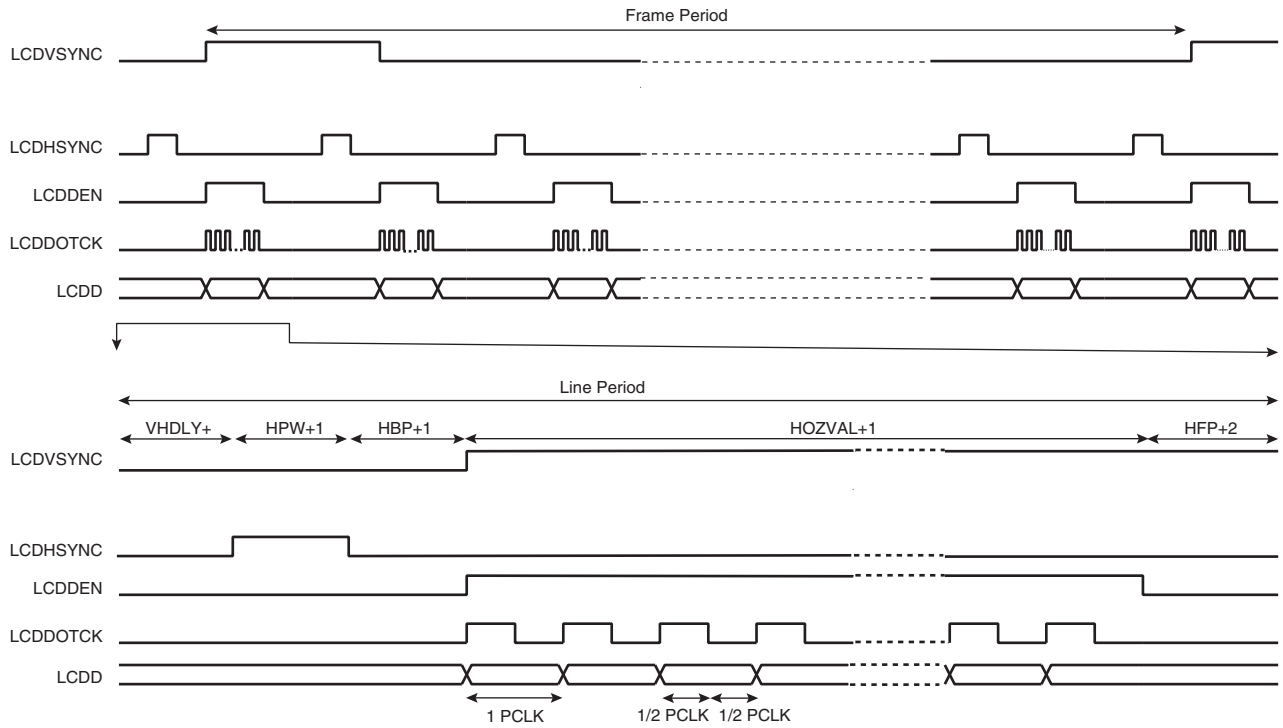 Frame Period
LCDVSYNC
LCDHSYNC
LCDDEN
LCDDOTCK
LCDD
Line Period
VHDLY+ HPW+1 HBP+1 HOZVAL+1 HFP+2
LCDVSYNC
LCDHSYNC
LCDDEN
LCDDOTCK
LCDD
1 PCLK 1/2 PCLK 1/2 PCLK